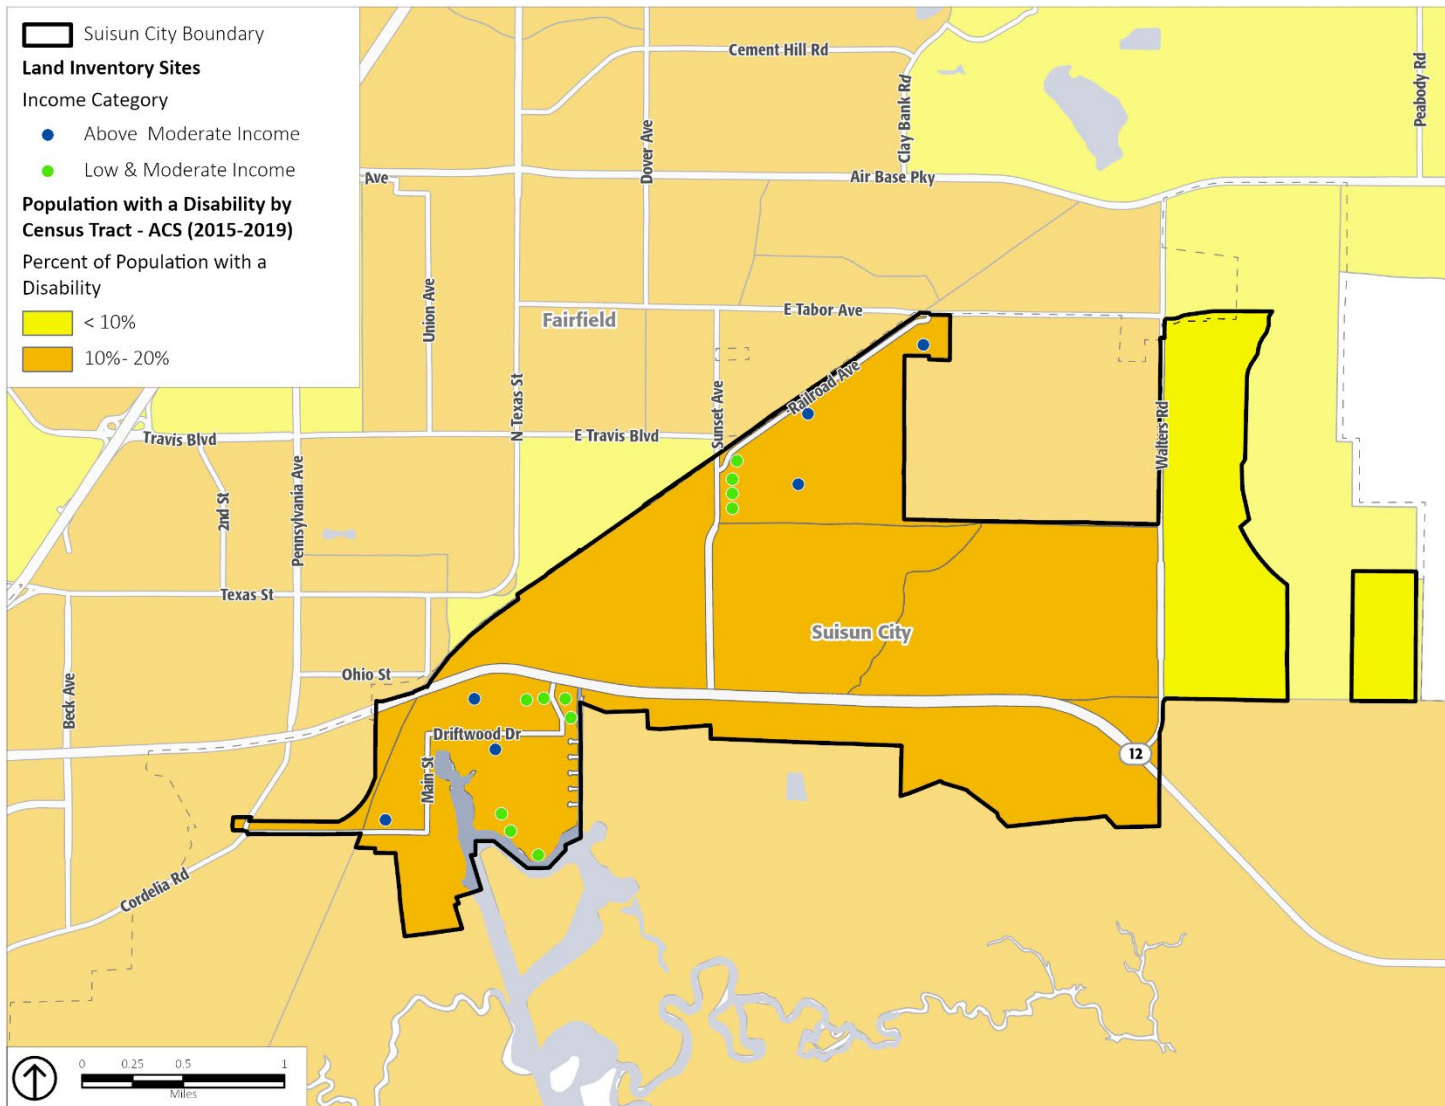 Suisun City Boundary
Land Inventory Sites
Income Category
Above Moderate Income
Low & Moderate Income
Population with a Disability by
Census Tract - ACS (2015-2019)
Percent of Population with a
Disability
< 10%
10%- 20%
Cement Hill Rd
Clay Bank Rd
Peabody Rd
Dover Ave
Ave
Air Base Pky
Union Ave
N Texas St
Fairfield
E Tabor Ave
Railroad Ave
Sunset Ave
Walters Rd
Travis Blvd
E Travis Blvd
2nd St
Pennsylvania Ave
Texas St
Suisun City
Ohio St
Beck Ave
Driftwood Dr
Main St
12
Cordelia Rd
0 0.25 0.5 1
Miles